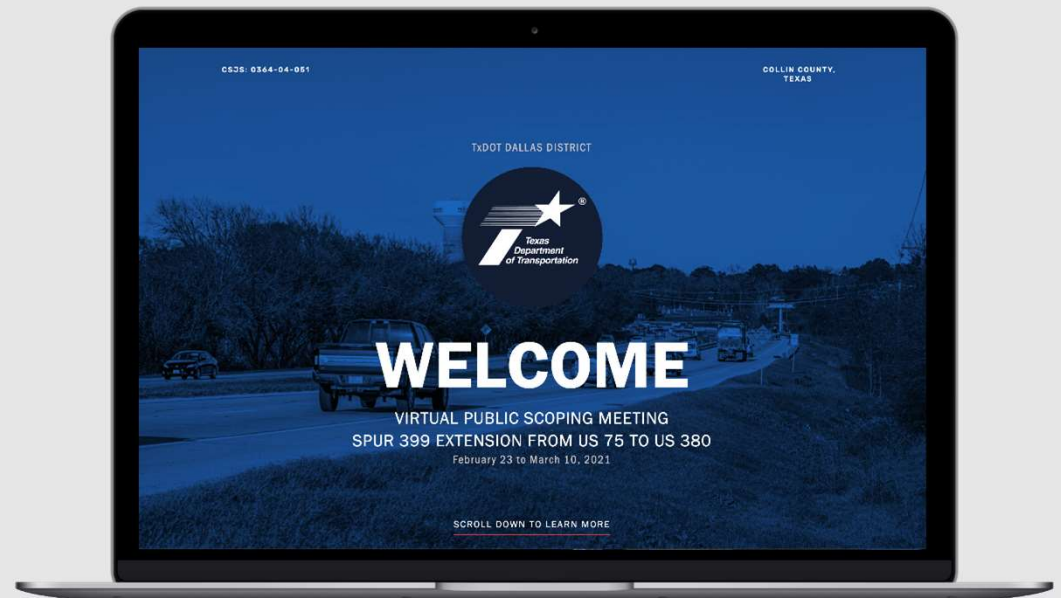 CSJS: 0364-04-051
COLLIN COUNTY,
TEXAS
TxDOT DALLAS DISTRICT
®
Texas
Department
of Transportation
WELCOME
VIRTUAL PUBLIC SCOPING MEETING
SPUR 399 EXTENSION FROM US 75 TO US 380
February 23 to March 10, 2021
SCROLL DOWN TO LEARN MORE